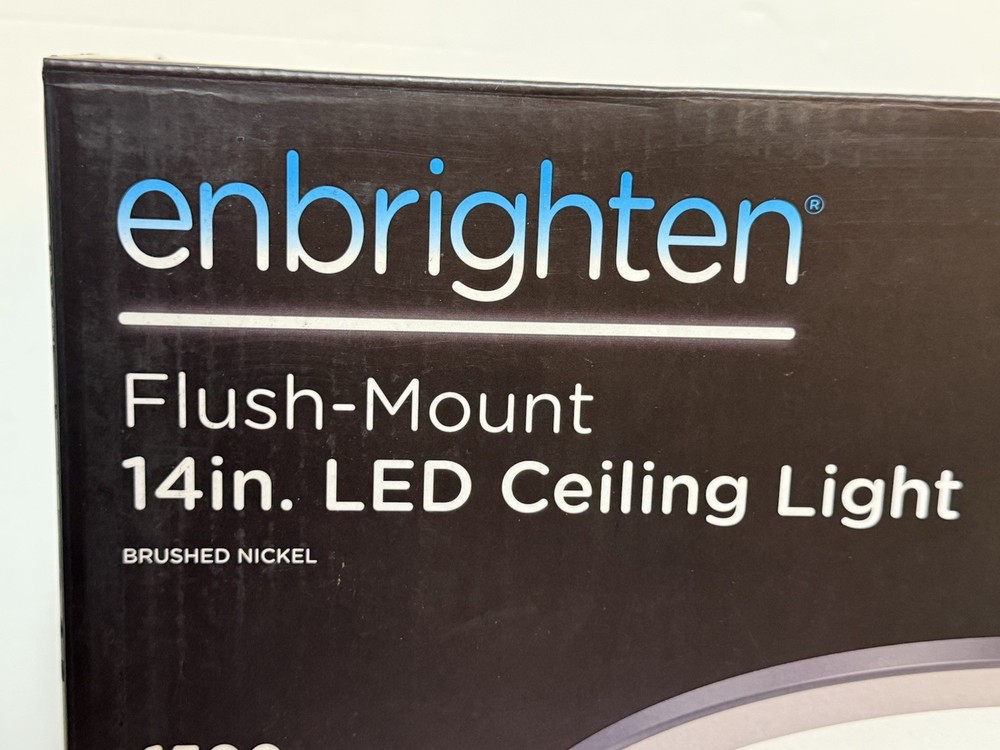 enbrighten®
Flush-Mount
14in. LED Ceiling Light
BRUSHED NICKEL